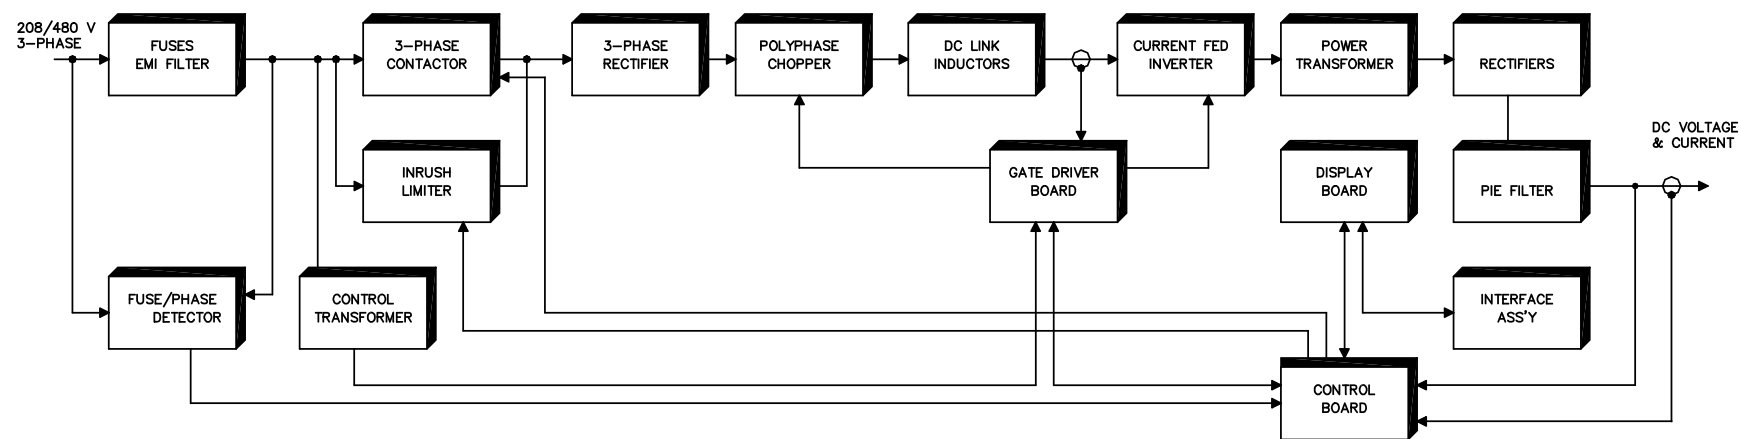 208/480 V
3-PHASE
FUSES
EMI FILTER
3-PHASE
CONTACTOR
3-PHASE
RECTIFIER
POLYPHASE
CHOPPER
DC LINK
INDUCTORS
CURRENT FED
INVERTER
POWER
TRANSFORMER
RECTIFIERS
DC VOLTAGE
& CURRENT
INRUSH
LIMITER
GATE DRIVER
BOARD
DISPLAY
BOARD
PIE FILTER
FUSE/PHASE
DETECTOR
CONTROL
TRANSFORMER
INTERFACE
ASS'Y
CONTROL
BOARD